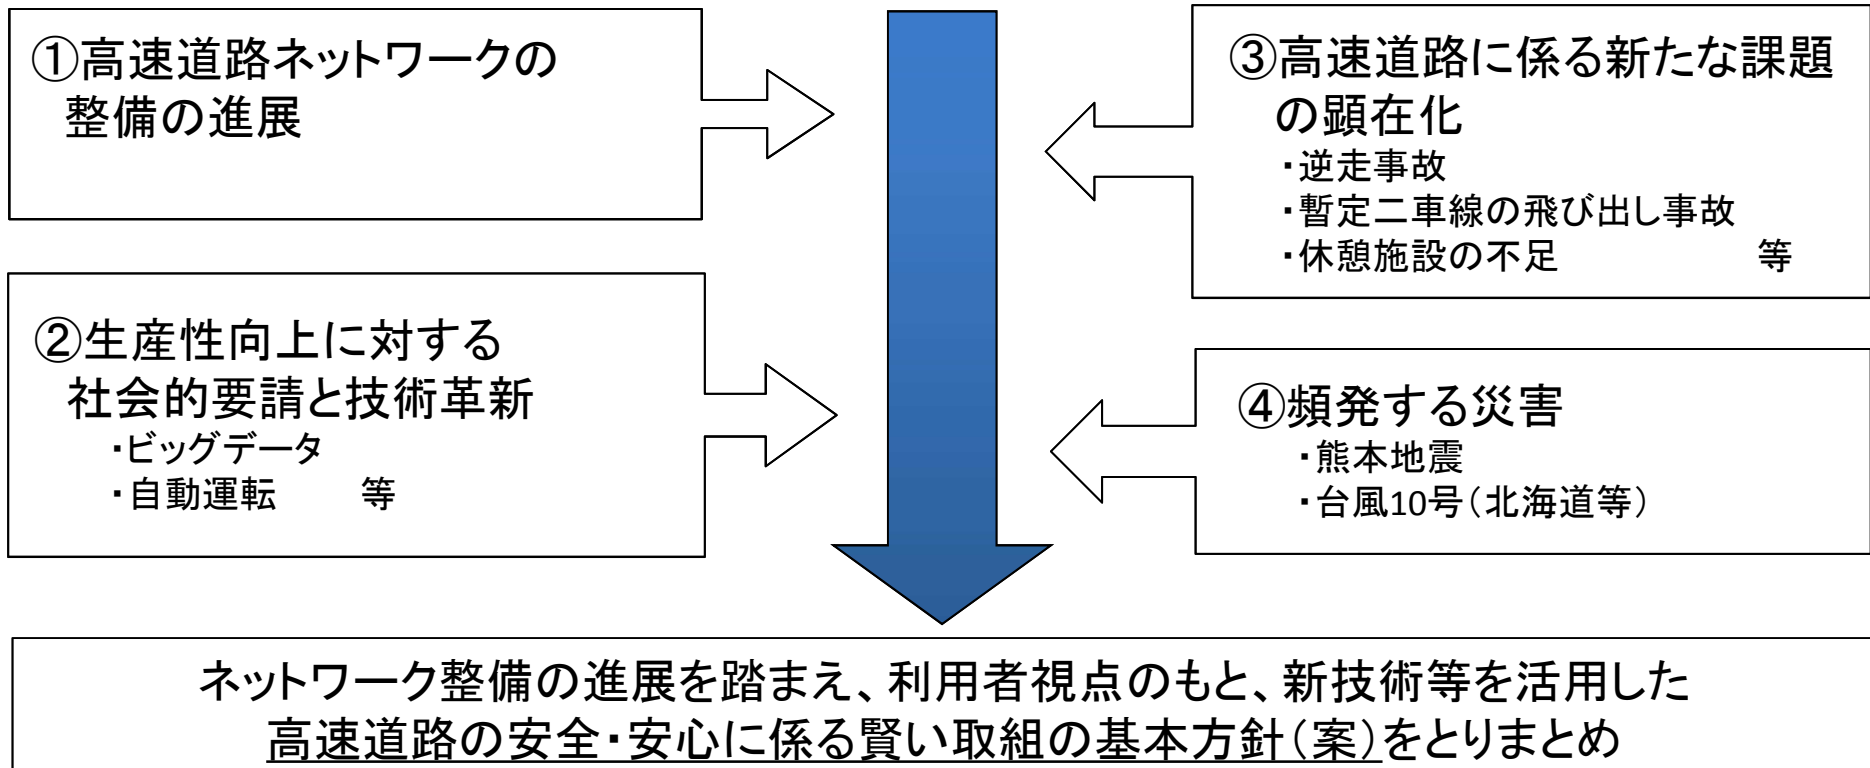 ①高速道路ネットワークの
整備の進展
②生産性向上に対する
社会的要請と技術革新
・ビッグデータ
・自動運転　　等
③高速道路に係る新たな課題
の顕在化
・逆走事故
・暫定二車線の飛び出し事故
・休憩施設の不足　　　　　等
④頻発する災害
・熊本地震
・台風10号（北海道等）
ネットワーク整備の進展を踏まえ、利用者視点のもと、新技術等を活用した
高速道路の安全・安心に係る賢い取組の基本方針（案）をとりまとめ